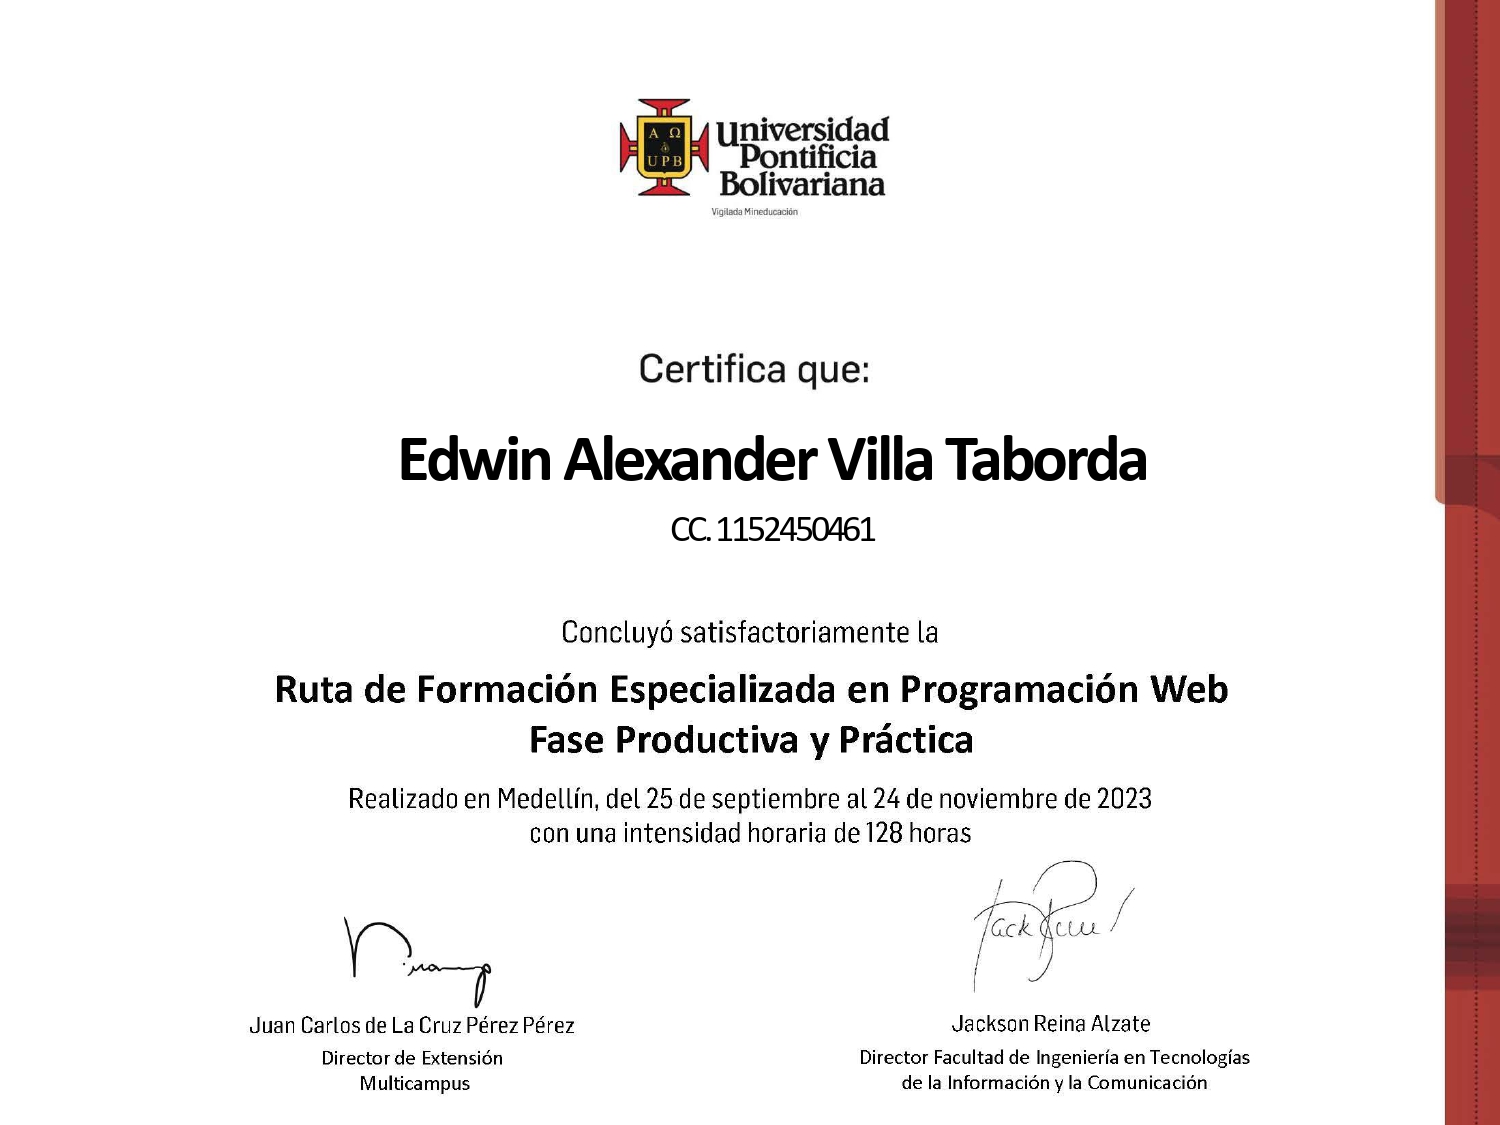 Α Ω
UPB
Universidad
Pontificia
Bolivariana
Vigilada Mineducación
Certifica que:
Edwin Alexander Villa Taborda
CC. 1152450461
Concluyó satisfactoriamente la
Ruta de Formación Especializada en Programación Web
Fase Productiva y Práctica
Realizado en Medellín, del 25 de septiembre al 24 de noviembre de 2023
con una intensidad horaria de 128 horas
Juan Carlos de La Cruz Pérez Pérez
Director de Extensión
Multicampus
Jackson Reina Alzate
Director Facultad de Ingeniería en Tecnologías
de la Información y la Comunicación